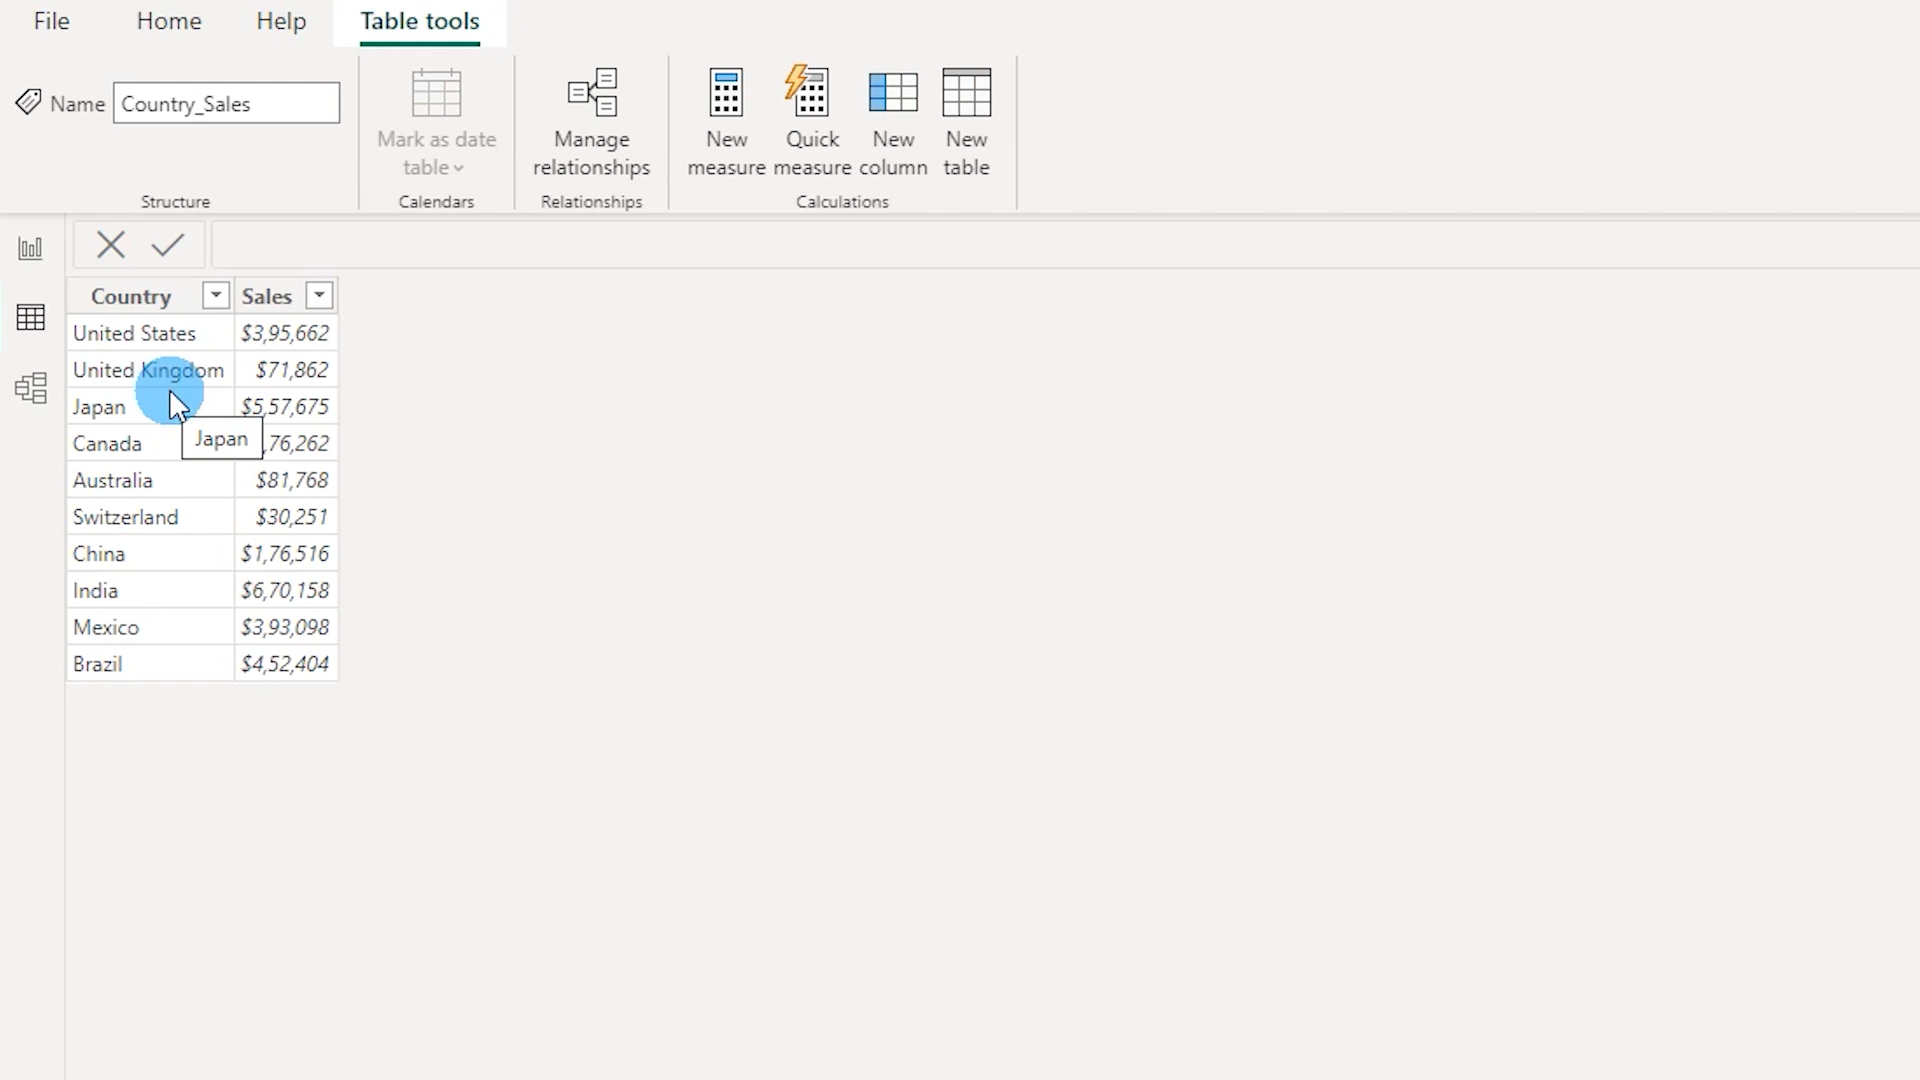 File Home Help Table tools
Name Country_Sales
Mark as date table
Manage relationships
New measure
Quick measure
New column
New table
Structure Calendars Relationships Calculations
Country Sales
United States $3,95,662
United Kingdom $71,862
Japan $5,57,675
Canada ,76,262
Japan
Australia $81,768
Switzerland $30,251
China $1,76,516
India $6,70,158
Mexico $3,93,098
Brazil $4,52,404